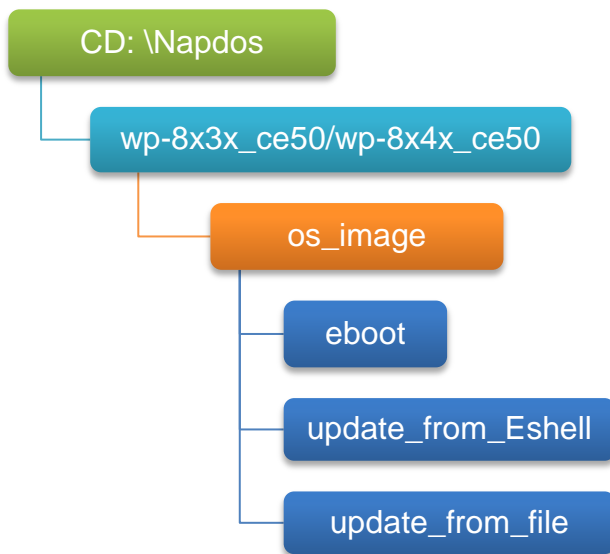 CD: \Napdos
wp-8x3x_ce50/wp-8x4x_ce50
os_image
eboot
update_from_Eshell
update_from_file